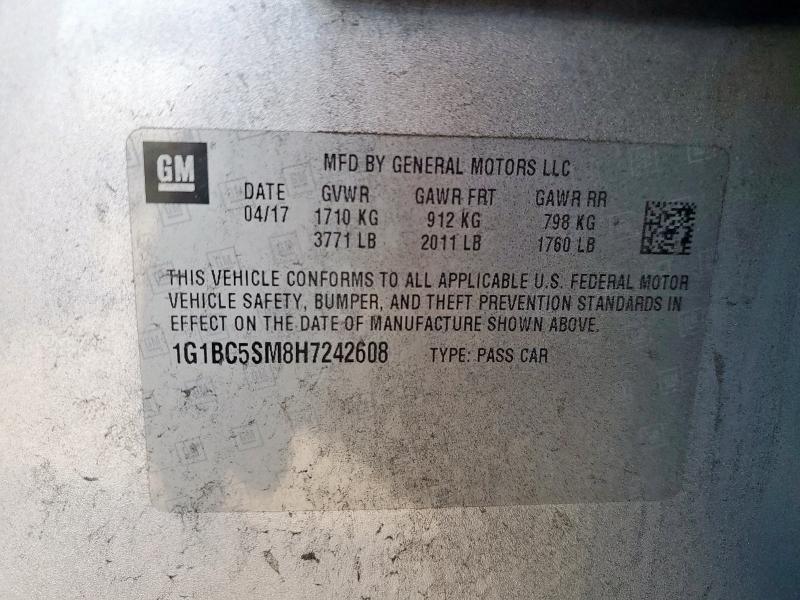 GM
MFD BY GENERAL MOTORS LLC
DATE GVWR GAWR FRT GAWR RR
04/17 1710 KG 912 KG 798 KG
3771 LB 2011 LB 1760 LB
THIS VEHICLE CONFORMS TO ALL APPLICABLE U.S. FEDERAL MOTOR
VEHICLE SAFETY, BUMPER, AND THEFT PREVENTION STANDARDS IN
EFFECT ON THE DATE OF MANUFACTURE SHOWN ABOVE.
1G1BC5SM8H7242608 TYPE: PASS CAR